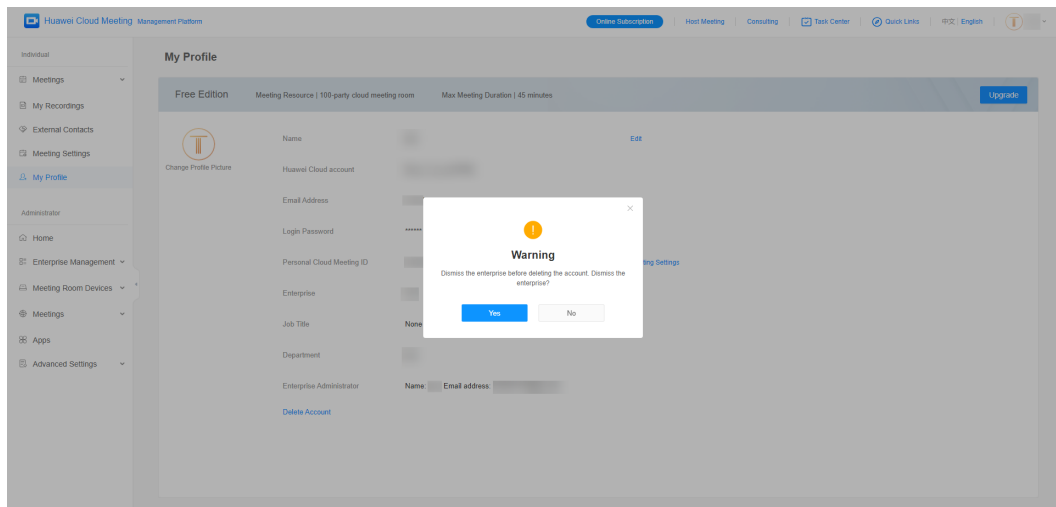 Huawei Cloud Meeting Management Platform
Online Subscription
Host Meeting
Consulting
Task Center
Quick Links
中文 | English
Individual
Meetings
My Recordings
External Contacts
Meeting Settings
My Profile
Administrator
Home
Enterprise Management
Meeting Room Devices
Meetings
Apps
Advanced Settings
My Profile
Free Edition Meeting Resource | 100-party cloud meeting room Max Meeting Duration | 45 minutes Upgrade
Change Profile Picture
Name Edit
Huawei Cloud account
Email Address
Login Password ******
Personal Cloud Meeting ID ting Settings
Enterprise
Job Title None
Department
Enterprise Administrator Name: Email address:
Delete Account
Warning
Dismiss the enterprise before deleting the account. Dismiss the
enterprise?
Yes No